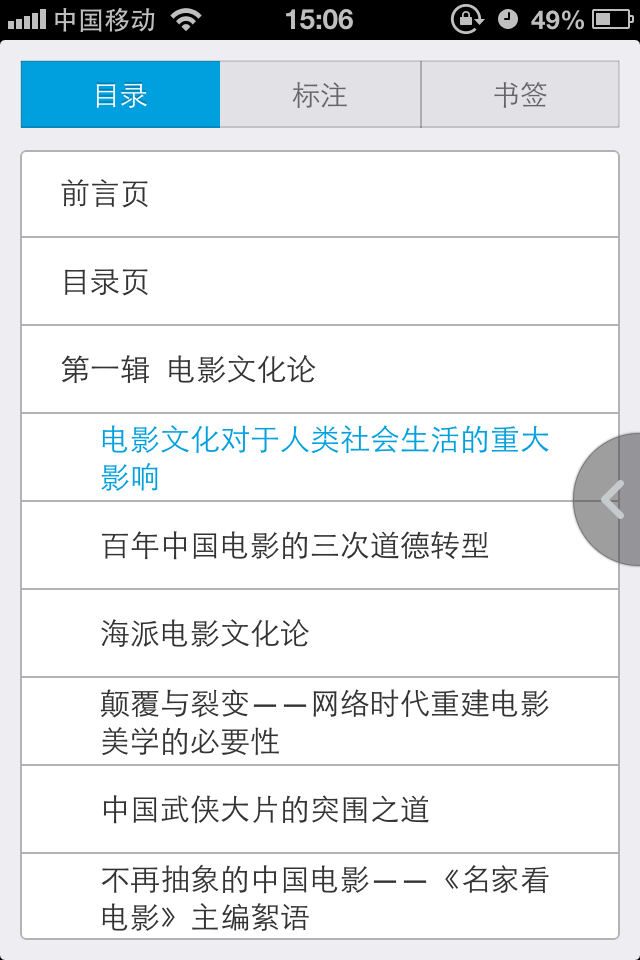 中国移动 15:06 49%
目录 标注 书签
前言页
目录页
第一辑 电影文化论
电影文化对于人类社会生活的重大
影响
百年中国电影的三次道德转型
海派电影文化论
颠覆与裂变——网络时代重建电影
美学的必要性
中国武侠大片的突围之道
不再抽象的中国电影——《名家看
电影》主编絮语